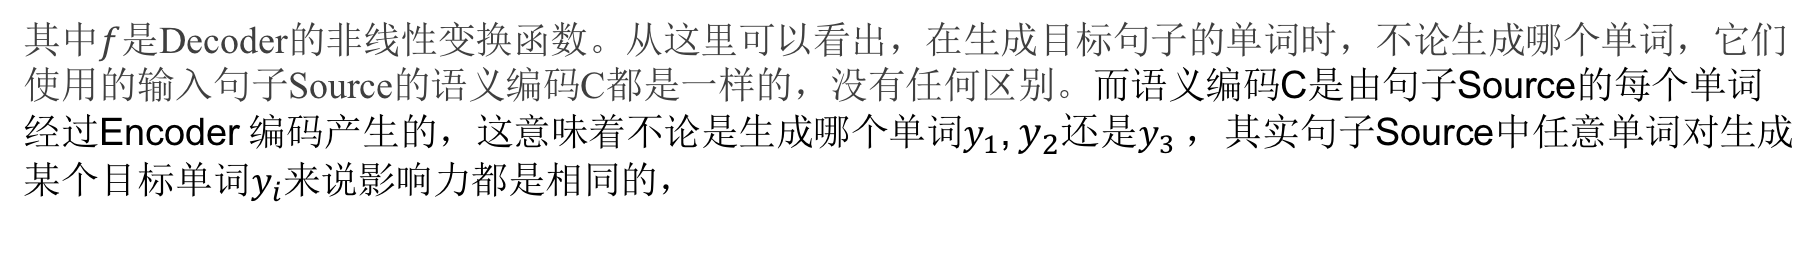 其中f是Decoder的非线性变换函数。从这里可以看出，在生成目标句子的单词时，不论生成哪个单词，它们
使用的输入句子Source的语义编码C都是一样的，没有任何区别。而语义编码C是由句子Source的每个单词
经过Encoder 编码产生的，这意味着不论是生成哪个单词y₁, y₂还是y₃ ，其实句子Source中任意单词对生成
某个目标单词yᵢ来说影响力都是相同的，